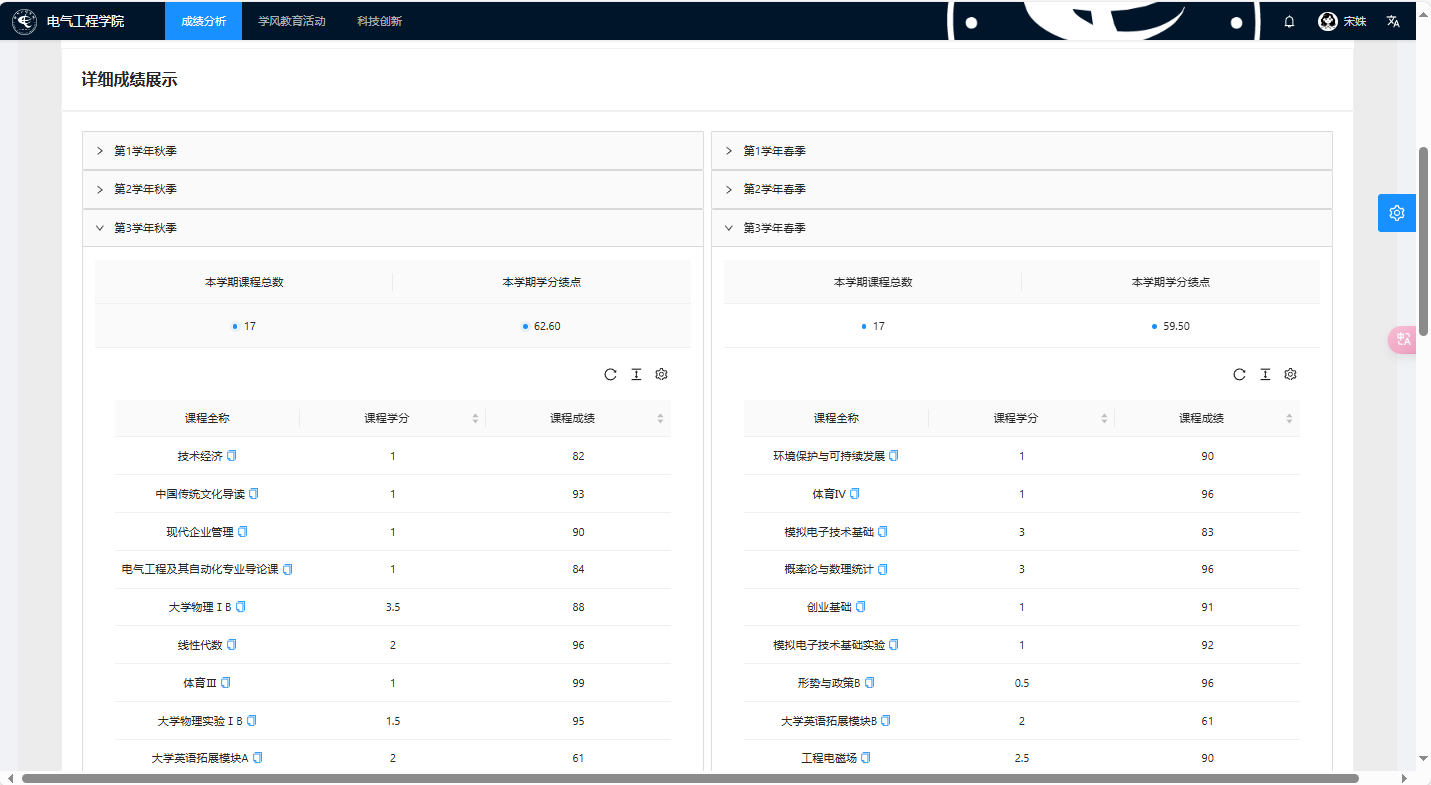 电气工程学院 成绩分析 学风教育活动 科技创新 宋姝
详细成绩展示
第1学年秋季
第2学年秋季
第3学年秋季
本学期课程总数 本学期学分绩点
17 62.60
课程全称 课程学分 课程成绩
技术经济 1 82
中国传统文化导读 1 93
现代企业管理 1 90
电气工程及其自动化专业导论课 1 84
大学物理ⅠB 3.5 88
线性代数 2 96
体育Ⅲ 1 99
大学物理实验ⅠB 1.5 95
大学英语拓展模块A 2 61
第1学年春季
第2学年春季
第3学年春季
本学期课程总数 本学期学分绩点
17 59.50
课程全称 课程学分 课程成绩
环境保护与可持续发展 1 90
体育Ⅳ 1 96
模拟电子技术基础 3 83
概率论与数理统计 3 96
创业基础 1 91
模拟电子技术基础实验 1 92
形势与政策B 0.5 96
大学英语拓展模块B 2 61
工程电磁场 2.5 90